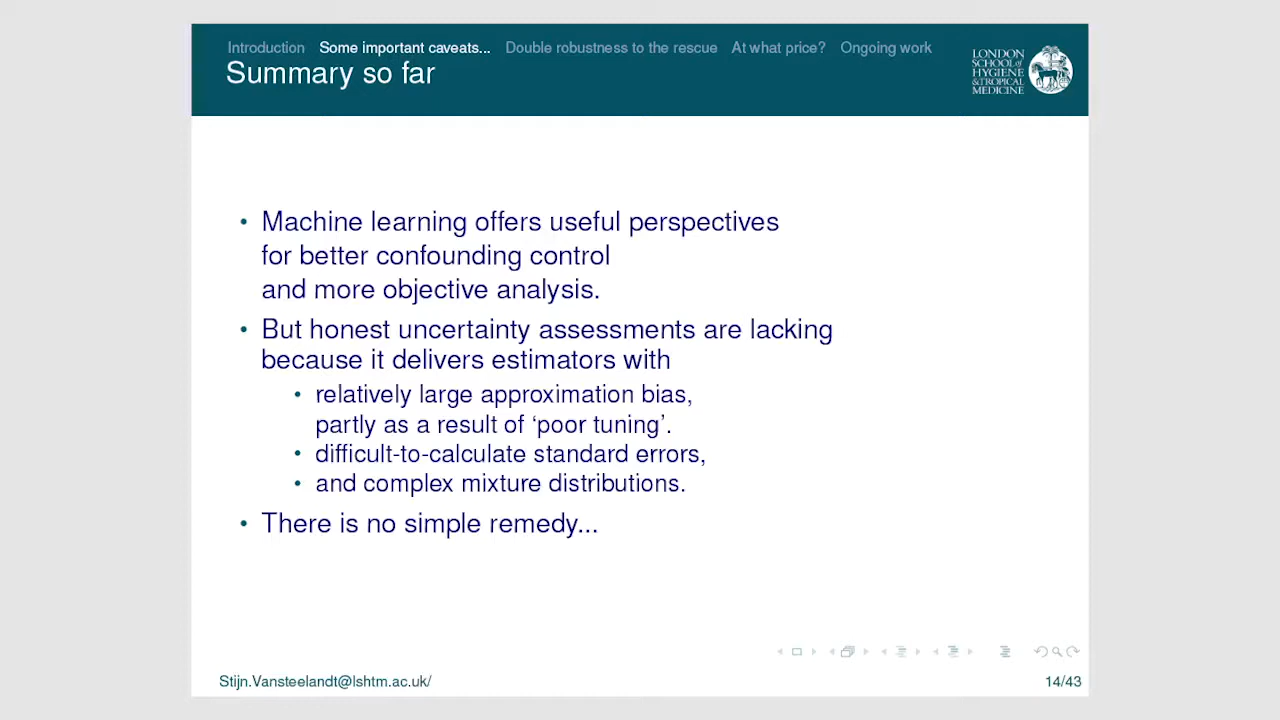 Introduction Some important caveats... Double robustness to the rescue At what price? Ongoing work
Summary so far
LONDON
SCHOOL of
HYGIENE
& TROPICAL
MEDICINE
• Machine learning offers useful perspectives
for better confounding control
and more objective analysis.
• But honest uncertainty assessments are lacking
because it delivers estimators with
• relatively large approximation bias,
partly as a result of ‘poor tuning’.
• difficult-to-calculate standard errors,
• and complex mixture distributions.
• There is no simple remedy...
Stijn.Vansteelandt@lshtm.ac.uk/
14/43